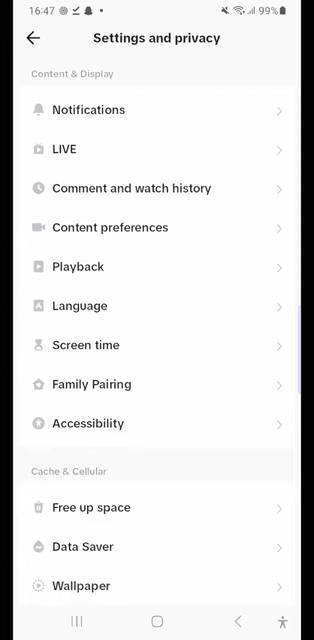 16:47
99%
Settings and privacy
Content & Display
Notifications
LIVE
Comment and watch history
Content preferences
Playback
Language
Screen time
Family Pairing
Accessibility
Cache & Cellular
Free up space
Data Saver
Wallpaper